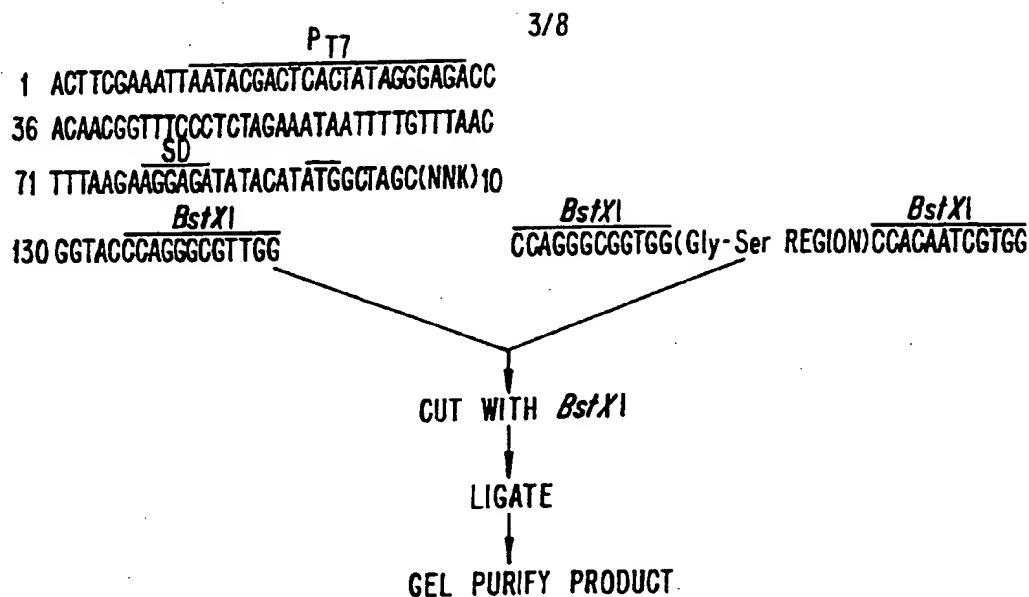 3/8
PT7
1 ACTTCGAAATTAATACGACTCACTATAGGGAGACC
36 ACAACGGTTTCCCTCTAGAAATAATTTTGTTTAAC
SD
71 TTTAAGAAGGAGATATACATATGGCTAGC(NNK)10
BstXI
130 GGTACCCAGGGCGTTGG
BstXI BstXI
CCAGGGCGGTGG(Gly-Ser REGION)CCACAATCGTGG
CUT WITH BstXI
LIGATE
GEL PURIFY PRODUCT